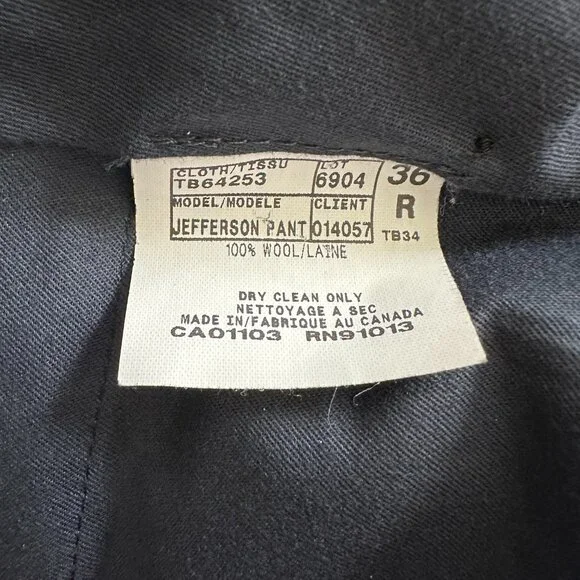 CLOTH/TISSU LOT 36
TB64253 6904
MODEL/MODELE CLIENT R
JEFFERSON PANT 014057 TB34
100% WOOL/LAINE
DRY CLEAN ONLY
NETTOYAGE A SEC
MADE IN/FABRIQUE AU CANADA
CA01103 RN91013